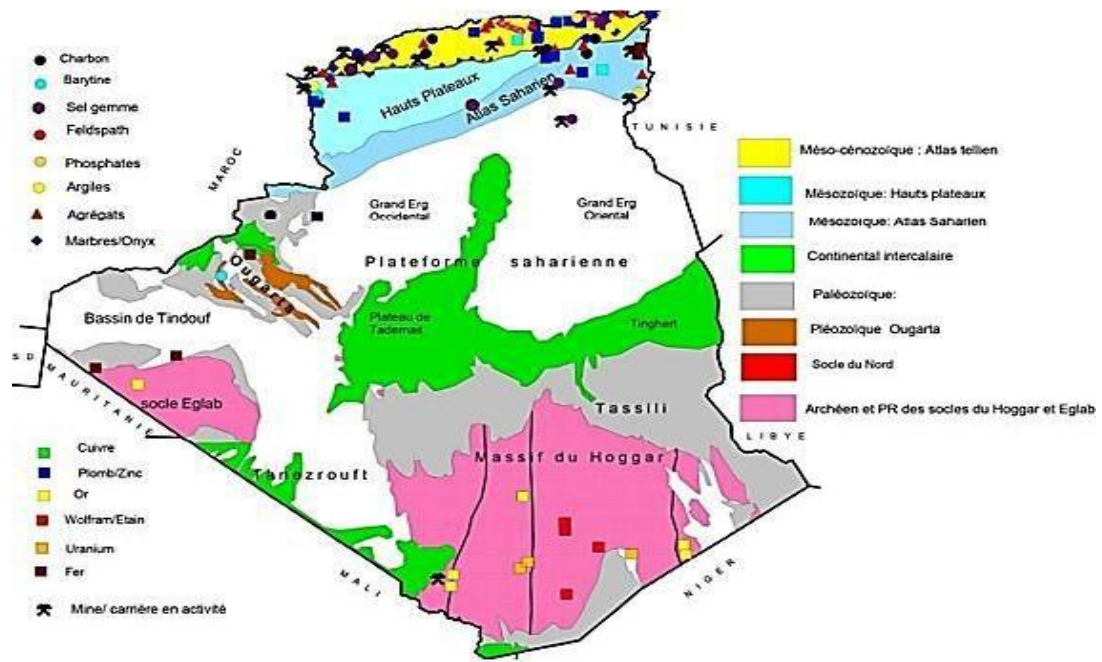 Charbon
Barytine
Sel gemme
Feldspath
Phosphates
Argiles
Agrégats
Marbres/Onyx
Hauts Plateaux
Atlas Saharien
TUNISIE
MAROC
Grand Erg
Occidental
Grand Erg
Oriental
Plateforme saharienne
Ougarta
Bassin de Tindouf
Plateau de
Tademait
Tinghert
Méso-cénozoïque : Atlas tellien
Mésozoïque: Hauts plateaux
Mésozoïque: Atlas Saharien
Continental intercalaire
Paléozoïque:
Pléozoïque Ougarta
Socle du Nord
Archéen et PR des socles du Hoggar et Eglab
SD
MAURITANIE
socle Eglab
Tassili
LIBYE
Massif du Hoggar
Tanezrouft
MALI
NIGER
Cuivre
Plomb/Zinc
Or
Wolfram/Etain
Uranium
Fer
Mine/ carrière en activité